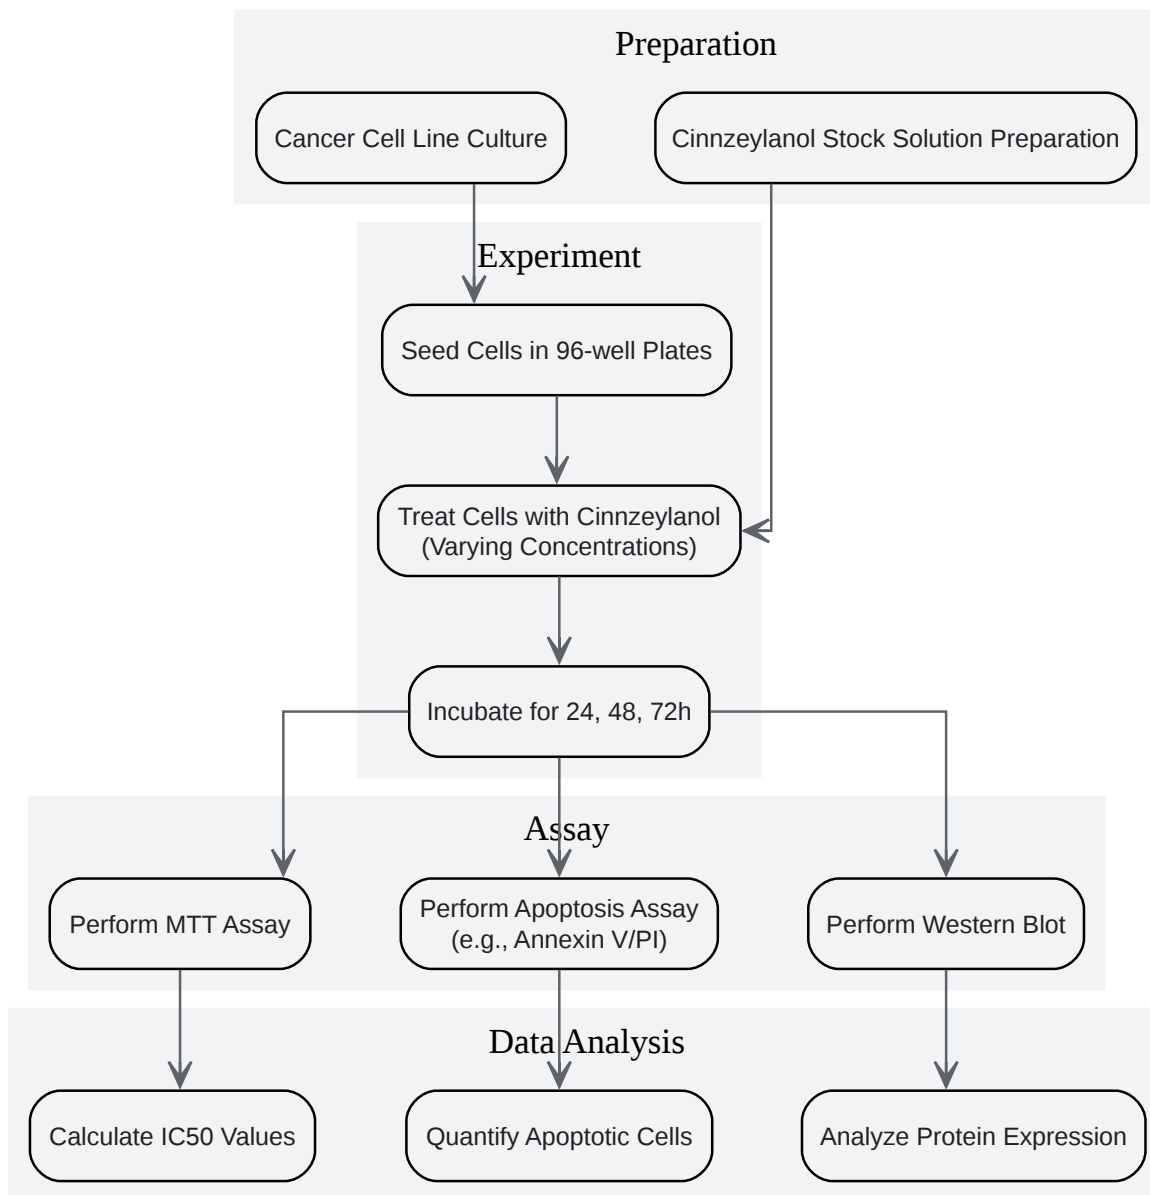 Preparation
Cancer Cell Line Culture
Cinnzeylanol Stock Solution Preparation
Experiment
Seed Cells in 96-well Plates
Treat Cells with Cinnzeylanol
(Varying Concentrations)
Incubate for 24, 48, 72h
Assay
Perform MTT Assay
Perform Apoptosis Assay
(e.g., Annexin V/PI)
Perform Western Blot
Data Analysis
Calculate IC50 Values
Quantify Apoptotic Cells
Analyze Protein Expression